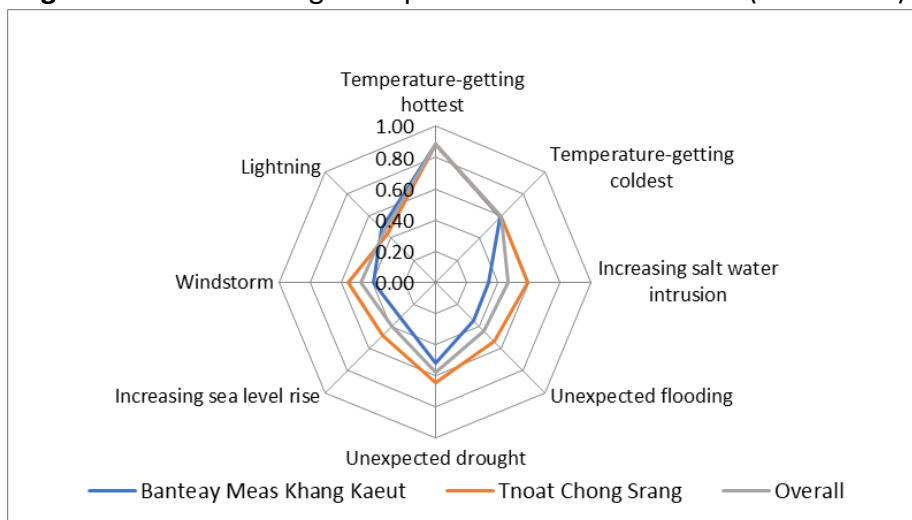 Temperature-getting
hottest
1.00
0.80
0.60
0.40
0.20
0.00
Temperature-getting
coldest
Increasing salt water
intrusion
Unexpected flooding
Unexpected drought
Increasing sea level rise
Windstorm
Lightning
Banteay Meas Khang Kaeut Tnoat Chong Srang Overall